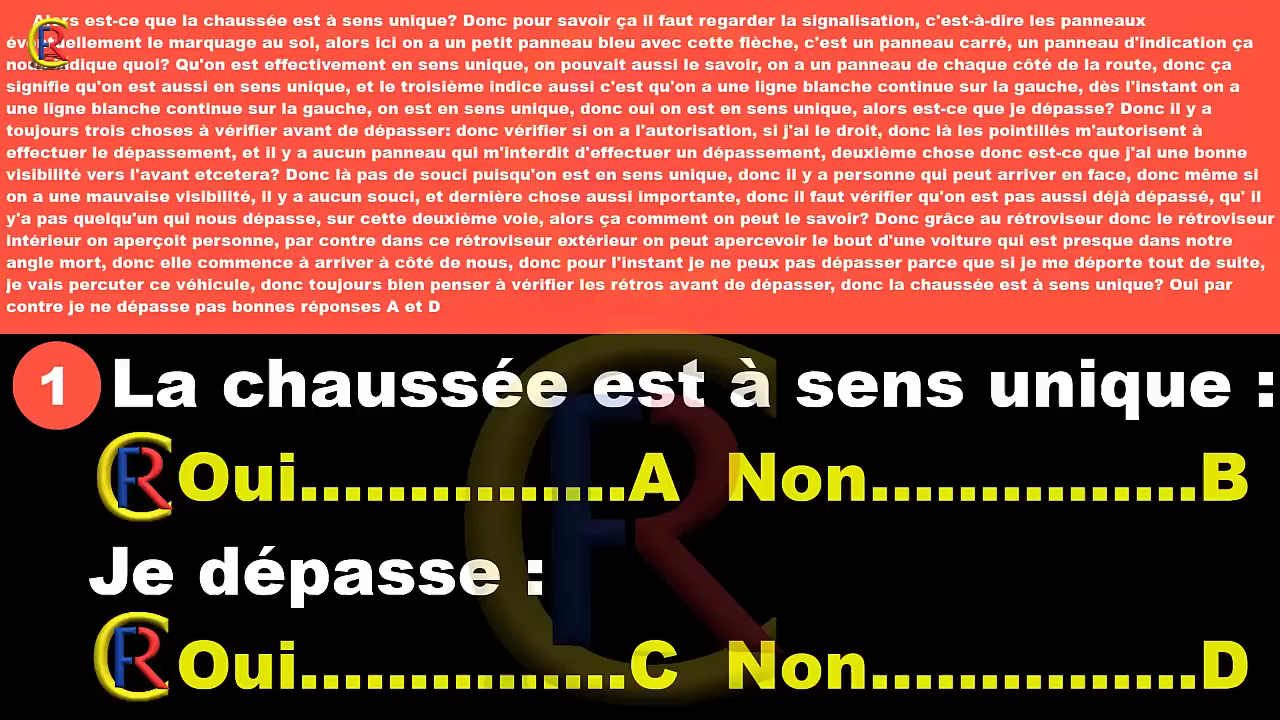 Alors est-ce que la chaussée est à sens unique? Donc pour savoir ça il faut regarder la signalisation, c'est-à-dire les panneaux
éventuellement le marquage au sol, alors ici on a un petit panneau bleu avec cette flèche, c'est un panneau carré, un panneau d'indication ça
nous indique quoi? Qu'on est effectivement en sens unique, on pouvait aussi le savoir, on a un panneau de chaque côté de la route, donc ça
signifie qu'on est aussi en sens unique, et le troisième indice aussi c'est qu'on a une ligne blanche continue sur la gauche, dès l'instant on a
une ligne blanche continue sur la gauche, on est en sens unique, donc oui on est en sens unique, alors est-ce que je dépasse? Donc il y a
toujours trois choses à vérifier avant de dépasser: donc vérifier si on a l'autorisation, si j'ai le droit, donc là les pointillés m'autorisent à
effectuer le dépassement, et il y a aucun panneau qui m'interdit d'effectuer un dépassement, deuxième chose donc est-ce que j'ai une bonne
visibilité vers l'avant etcetera? Donc là pas de souci puisqu'on est en sens unique, donc il y a personne qui peut arriver en face, donc même si
on a une mauvaise visibilité, il y a aucun souci, et dernière chose aussi importante, donc il faut vérifier qu'on est pas aussi déjà dépassé, qu' il
y'a pas quelqu'un qui nous dépasse, sur cette deuxième voie, alors ça comment on peut le savoir? Donc grâce au rétroviseur donc le rétroviseur
intérieur on aperçoit personne, par contre dans ce rétroviseur extérieur on peut apercevoir le bout d'une voiture qui est presque dans notre
angle mort, donc elle commence à arriver à côté de nous, donc pour l'instant je ne peux pas dépasser parce que si je me déporte tout de suite,
je vais percuter ce véhicule, donc toujours bien penser à vérifier les rétros avant de dépasser, donc la chaussée est à sens unique? Oui par
contre je ne dépasse pas bonnes réponses A et D
1 La chaussée est à sens unique :
CFR Oui...............A Non...............B
Je dépasse :
CFR Oui...............C Non...............D